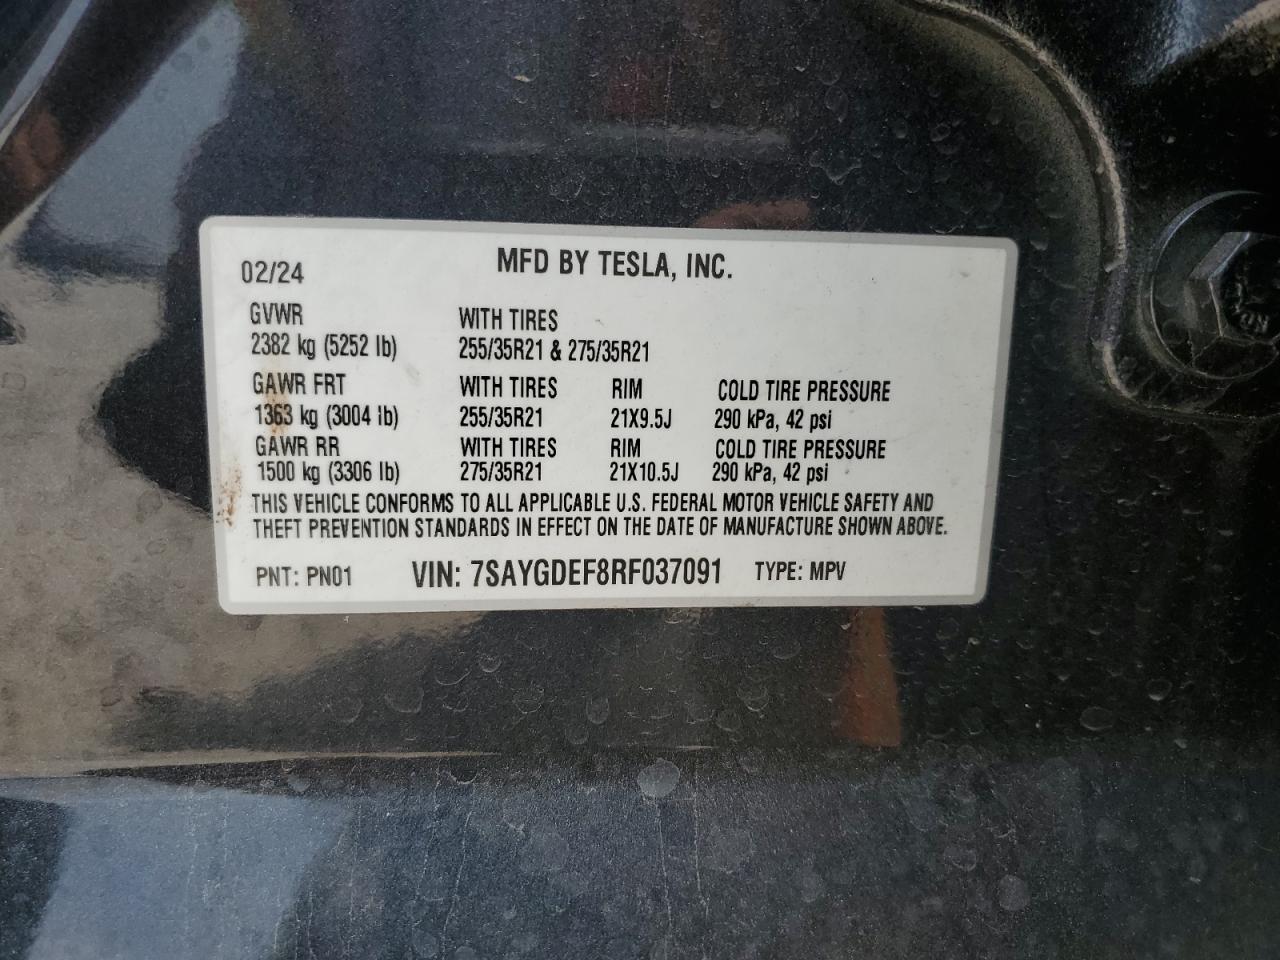 MFD BY TESLA, INC.
02/24
GVWR WITH TIRES
2382 kg (5252 lb) 255/35R21 & 275/35R21
GAWR FRT WITH TIRES RIM COLD TIRE PRESSURE
1363 kg (3004 lb) 255/35R21 21X9.5J 290 kPa, 42 psi
GAWR RR WITH TIRES RIM COLD TIRE PRESSURE
1500 kg (3306 lb) 275/35R21 21X10.5J 290 kPa, 42 psi
THIS VEHICLE CONFORMS TO ALL APPLICABLE U.S. FEDERAL MOTOR VEHICLE SAFETY AND
THEFT PREVENTION STANDARDS IN EFFECT ON THE DATE OF MANUFACTURE SHOWN ABOVE.
PNT: PN01 VIN: 7SAYGDEF8RF037091 TYPE: MPV